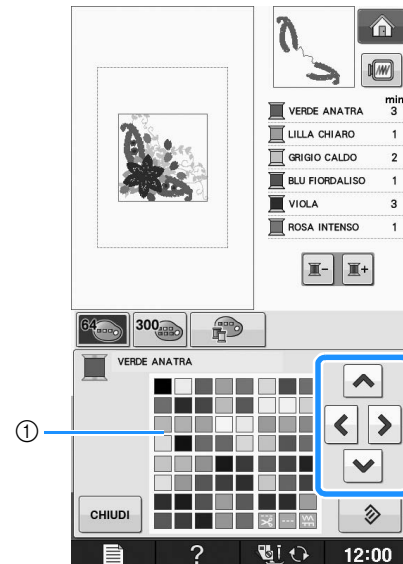 min
VERDE ANATRA 3
LILLA CHIARO 1
GRIGIO CALDO 2
BLU FIORDALISO 1
VIOLA 3
ROSA INTENSO 1
- +
64 300
VERDE ANATRA
①
CHIUDI
? 12:00